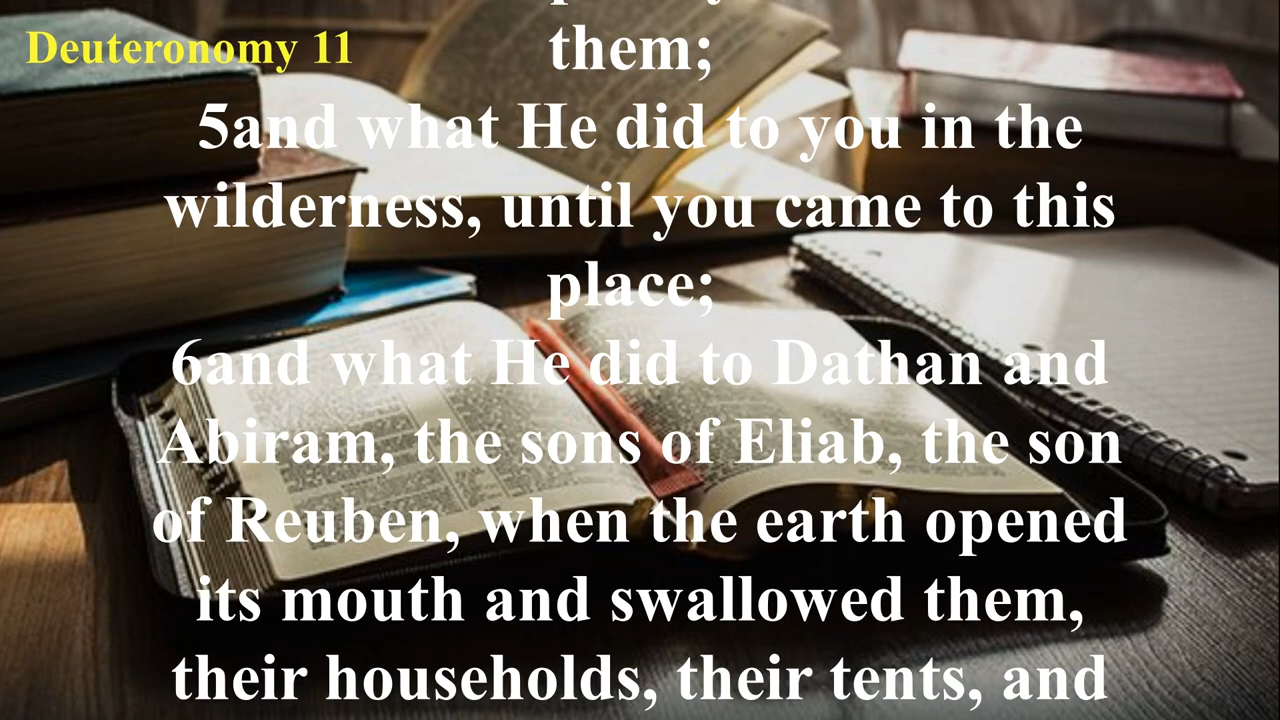 Deuteronomy 11
them;
5and what He did to you in the
wilderness, until you came to this
place;
6and what He did to Dathan and
Abiram, the sons of Eliab, the son
of Reuben, when the earth opened
its mouth and swallowed them,
their households, their tents, and